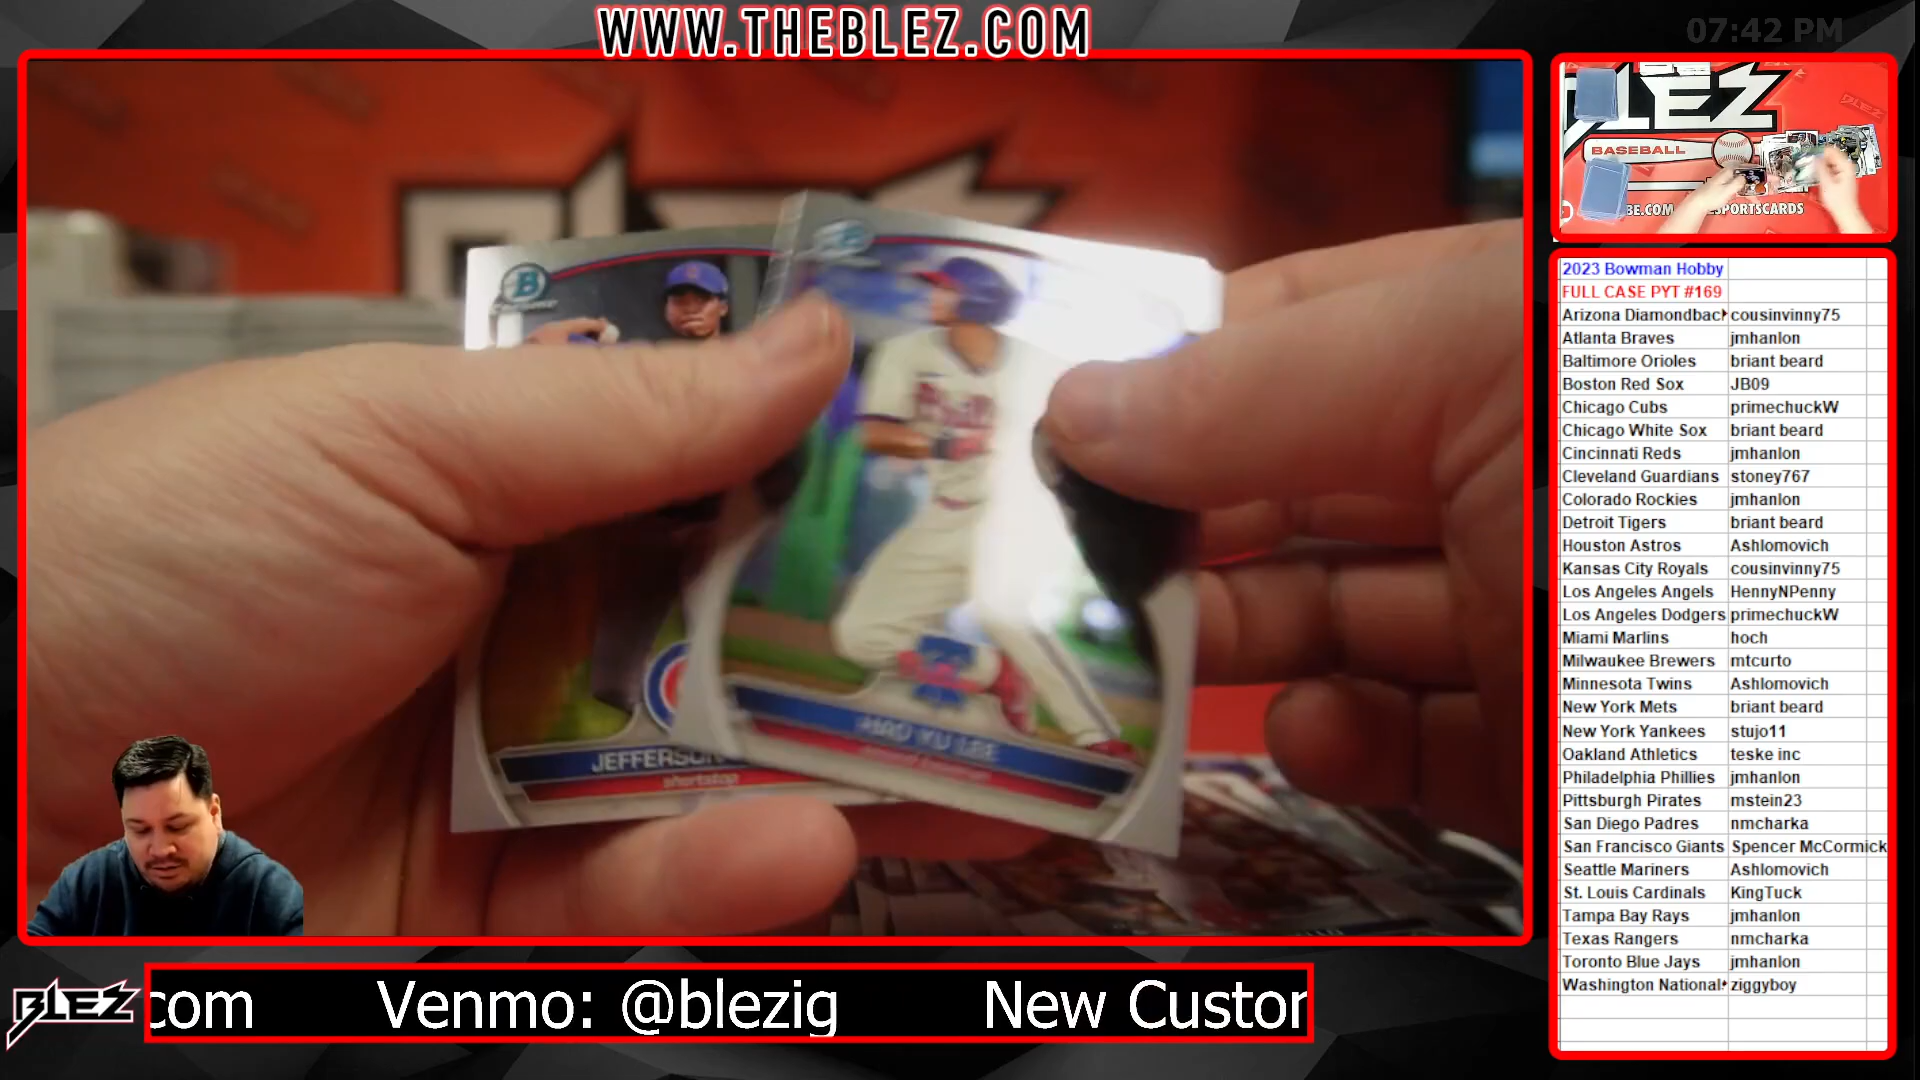 WWW.THEBLEZ.COM
07:42 PM
BLEZ
BASEBALL
BE.COM
SPORTSCARDS
2023 Bowman Hobby
FULL CASE PYT #169
Arizona Diamondbac cousinvinny75
Atlanta Braves jmhanlon
Baltimore Orioles briant beard
Boston Red Sox JB09
Chicago Cubs primechuckW
Chicago White Sox briant beard
Cincinnati Reds jmhanlon
Cleveland Guardians stoney767
Colorado Rockies jmhanlon
Detroit Tigers briant beard
Houston Astros Ashlomovich
Kansas City Royals cousinvinny75
Los Angeles Angels HennyNPenny
Los Angeles Dodgers primechuckW
Miami Marlins hoch
Milwaukee Brewers mtcurto
Minnesota Twins Ashlomovich
New York Mets briant beard
New York Yankees stujo11
Oakland Athletics teske inc
Philadelphia Phillies jmhanlon
Pittsburgh Pirates mstein23
San Diego Padres nmcharka
San Francisco Giants Spencer McCormick
Seattle Mariners Ashlomovich
St. Louis Cardinals KingTuck
Tampa Bay Rays jmhanlon
Texas Rangers nmcharka
Toronto Blue Jays jmhanlon
Washington National ziggyboy
B
JEFFERSON
shortstop
HAO YU LEE
BLEZ
com Venmo: @blezig New Custor